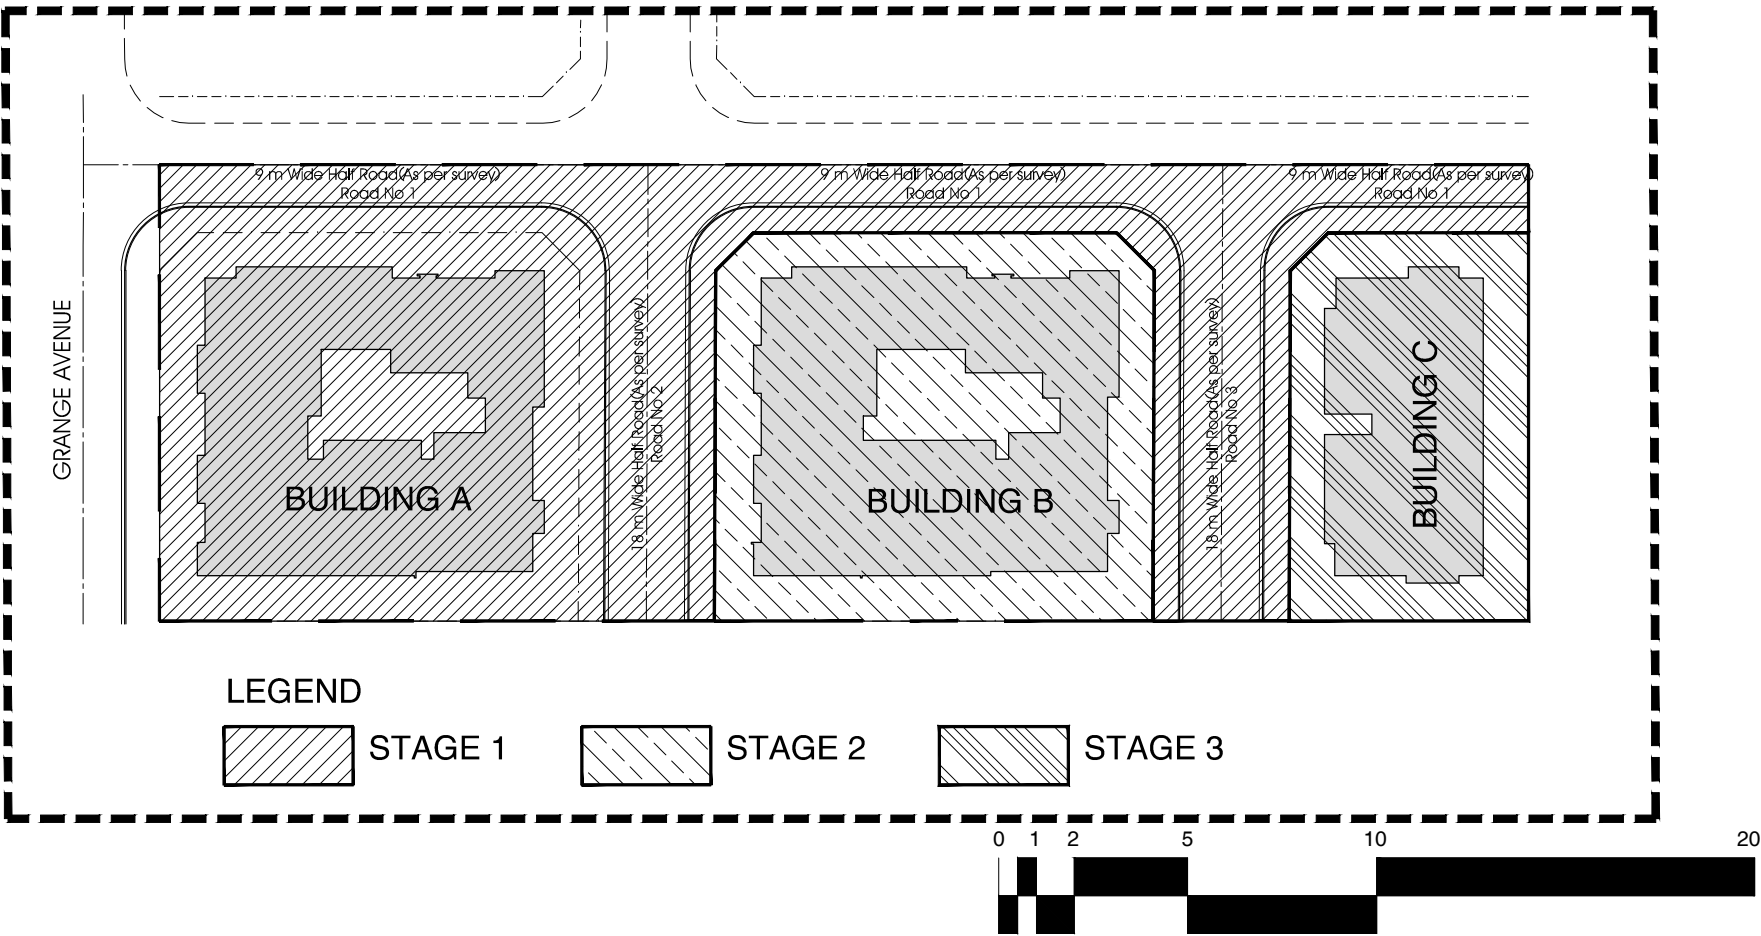 9 m Wide Half Road(As per survey)
Road No 1
9 m Wide Half Road(As per survey)
Road No 1
9 m Wide Half Road(As per survey)
Road No 1
GRANGE AVENUE
18 m Wide Half Road(As per survey)
Road No 2
18 m Wide Half Road(As per survey)
Road No 3
BUILDING A
BUILDING B
BUILDING C
LEGEND
STAGE 1
STAGE 2
STAGE 3
0 1 2 5 10 20